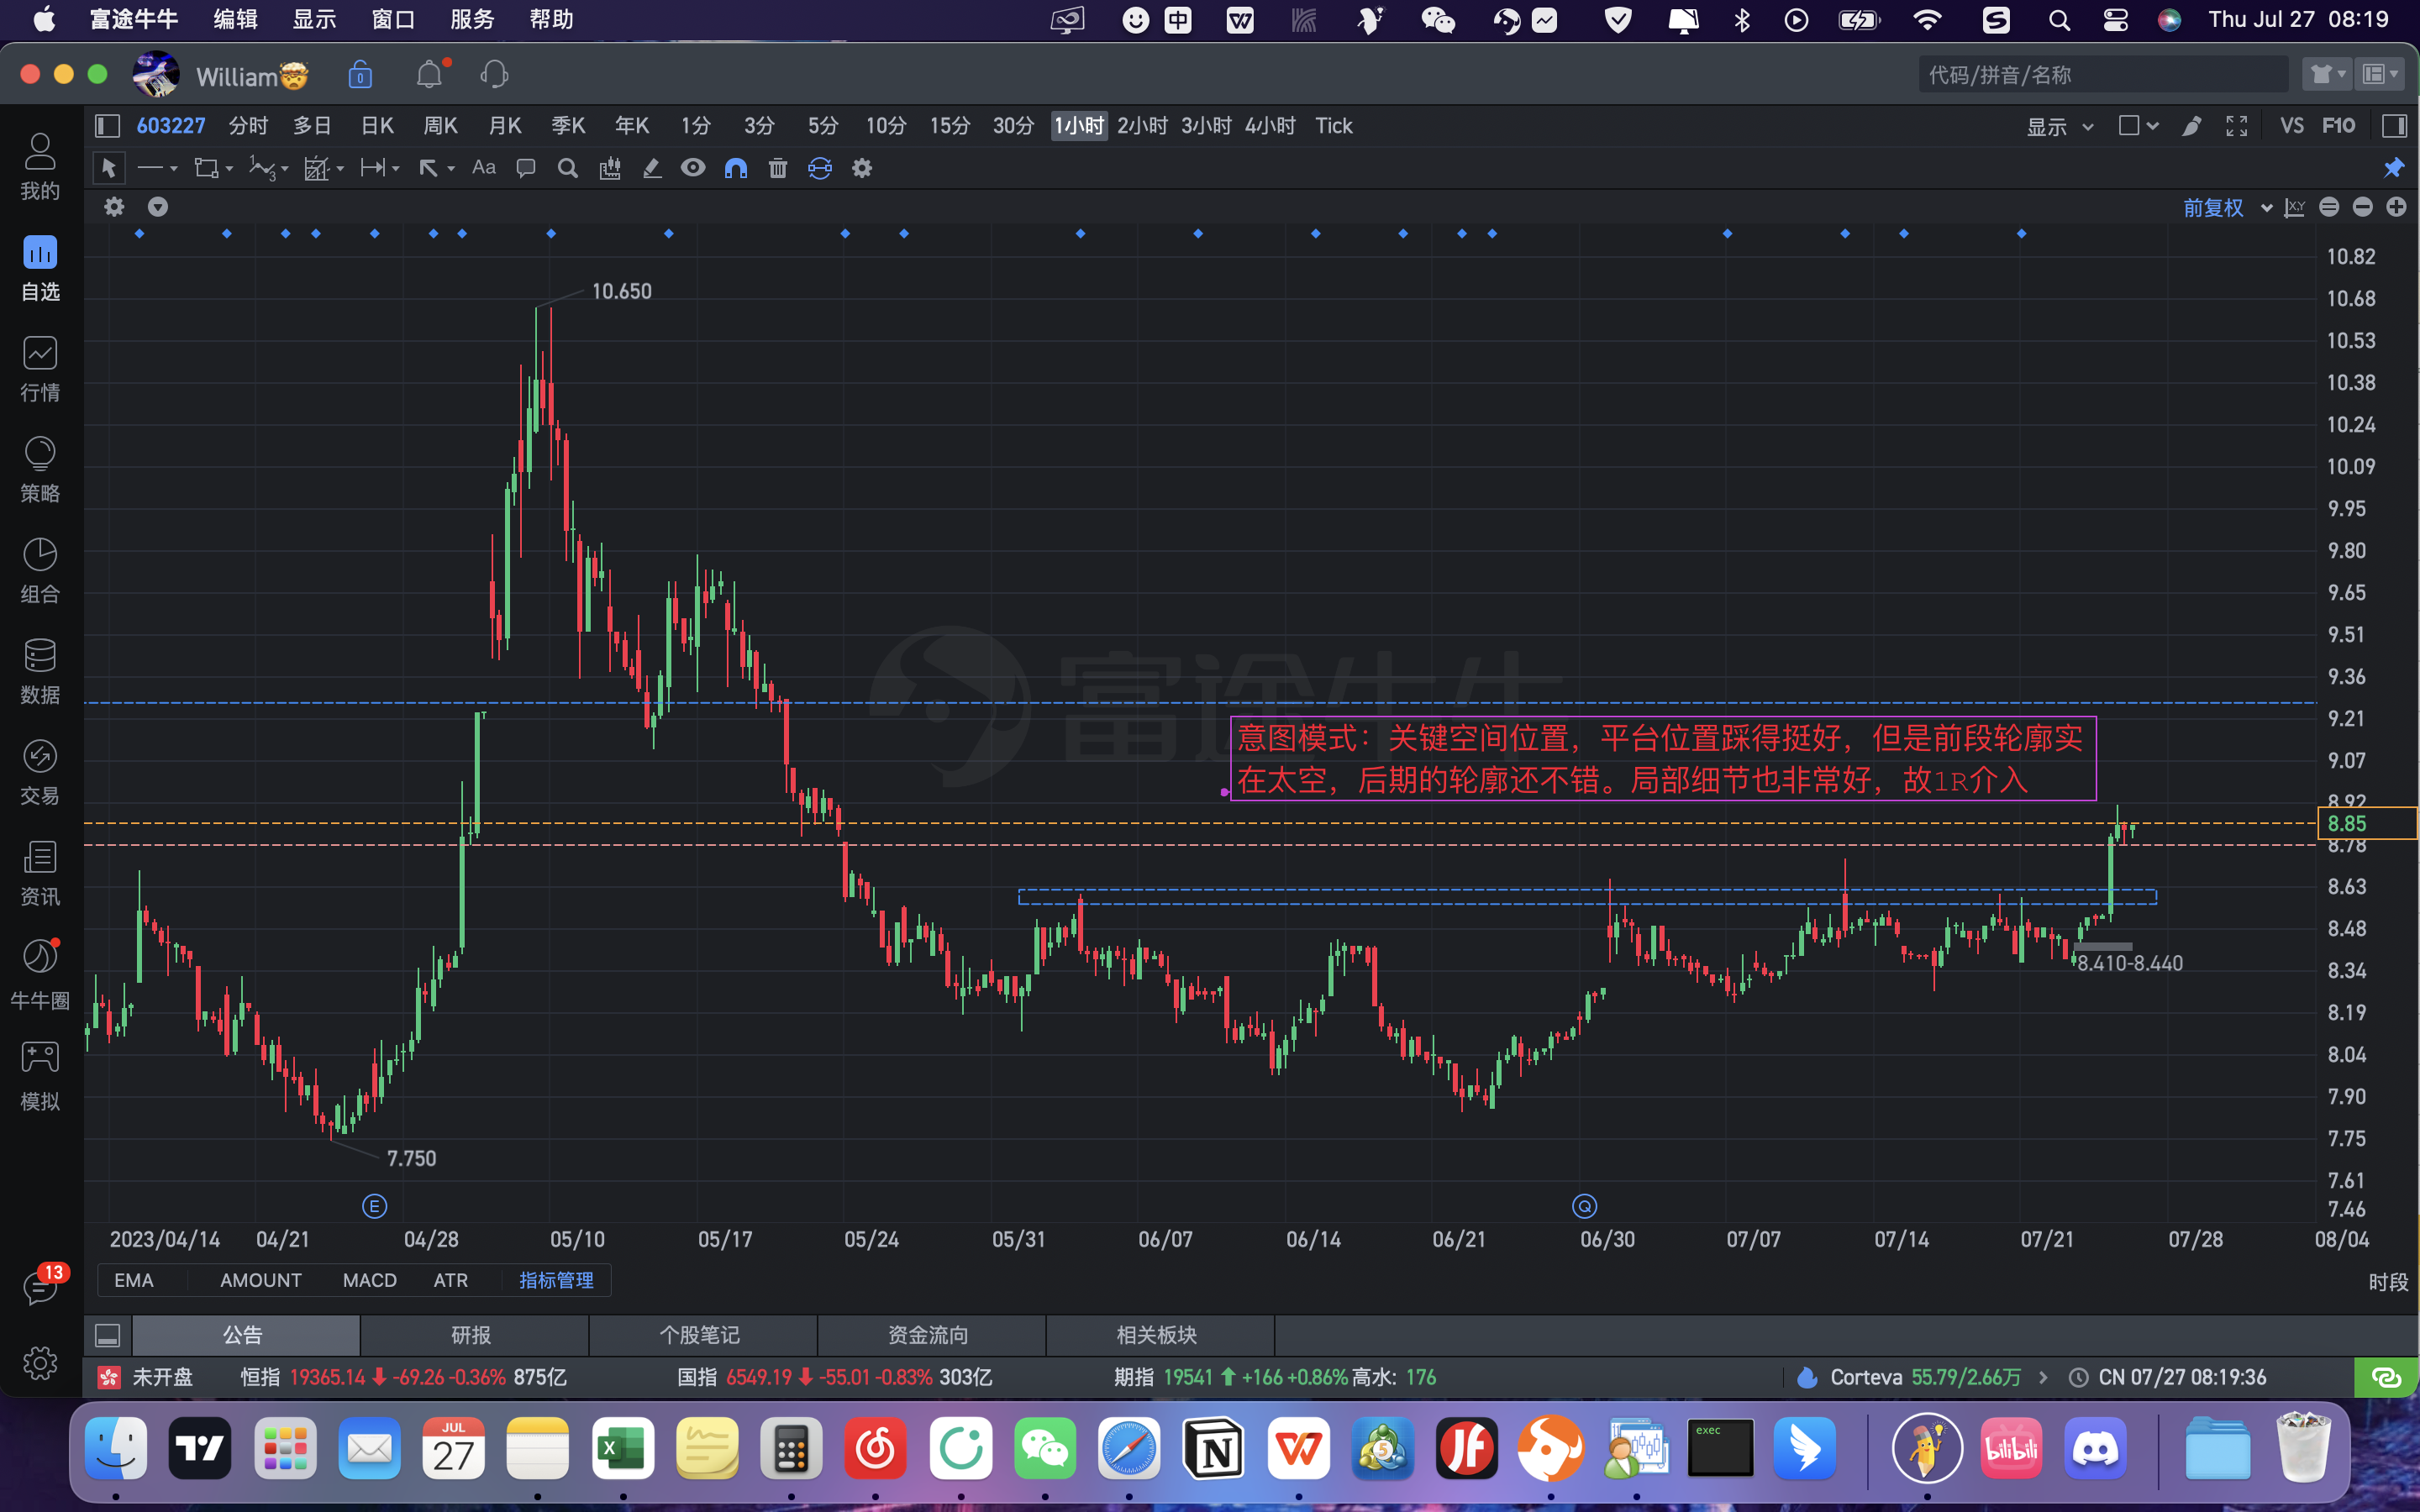 富途牛牛 编辑 显示 窗口 服务 帮助 中 Thu Jul 27 08:19
William🤯 代码/拼音/名称
603227 分时 多日 日K 周K 月K 季K 年K 1分 3分 5分 10分 15分 30分 1小时 2小时 3小时 4小时 Tick 显示 VS F10
Aa
前复权 X,Y
我的
自选
行情
策略
组合
数据
交易
资讯
牛牛圈
模拟
13
10.82
10.650
10.68
10.53
10.38
10.24
10.09
9.95
9.80
9.65
9.51
9.36
富途牛牛
9.21
意图模式：关键空间位置，平台位置踩得挺好，但是前段轮廓实
在太空，后期的轮廓还不错。局部细节也非常好，故1R介入
9.07
8.92
8.85
8.78
8.63
8.48
8.410-8.440
8.34
8.19
8.04
7.90
7.75
7.750
7.61
7.46
E Q
2023/04/14 04/21 04/28 05/10 05/17 05/24 05/31 06/07 06/14 06/21 06/30 07/07 07/14 07/21 07/28 08/04
EMA AMOUNT MACD ATR 指标管理 时段
公告 研报 个股笔记 资金流向 相关板块
未开盘 恒指 19365.14 -69.26 -0.36% 875亿 国指 6549.19 -55.01 -0.83% 303亿 期指 19541 +166 +0.86% 高水: 176 Corteva 55.79/2.66万 CN 07/27 08:19:36
JUL
27
exec
bilibili